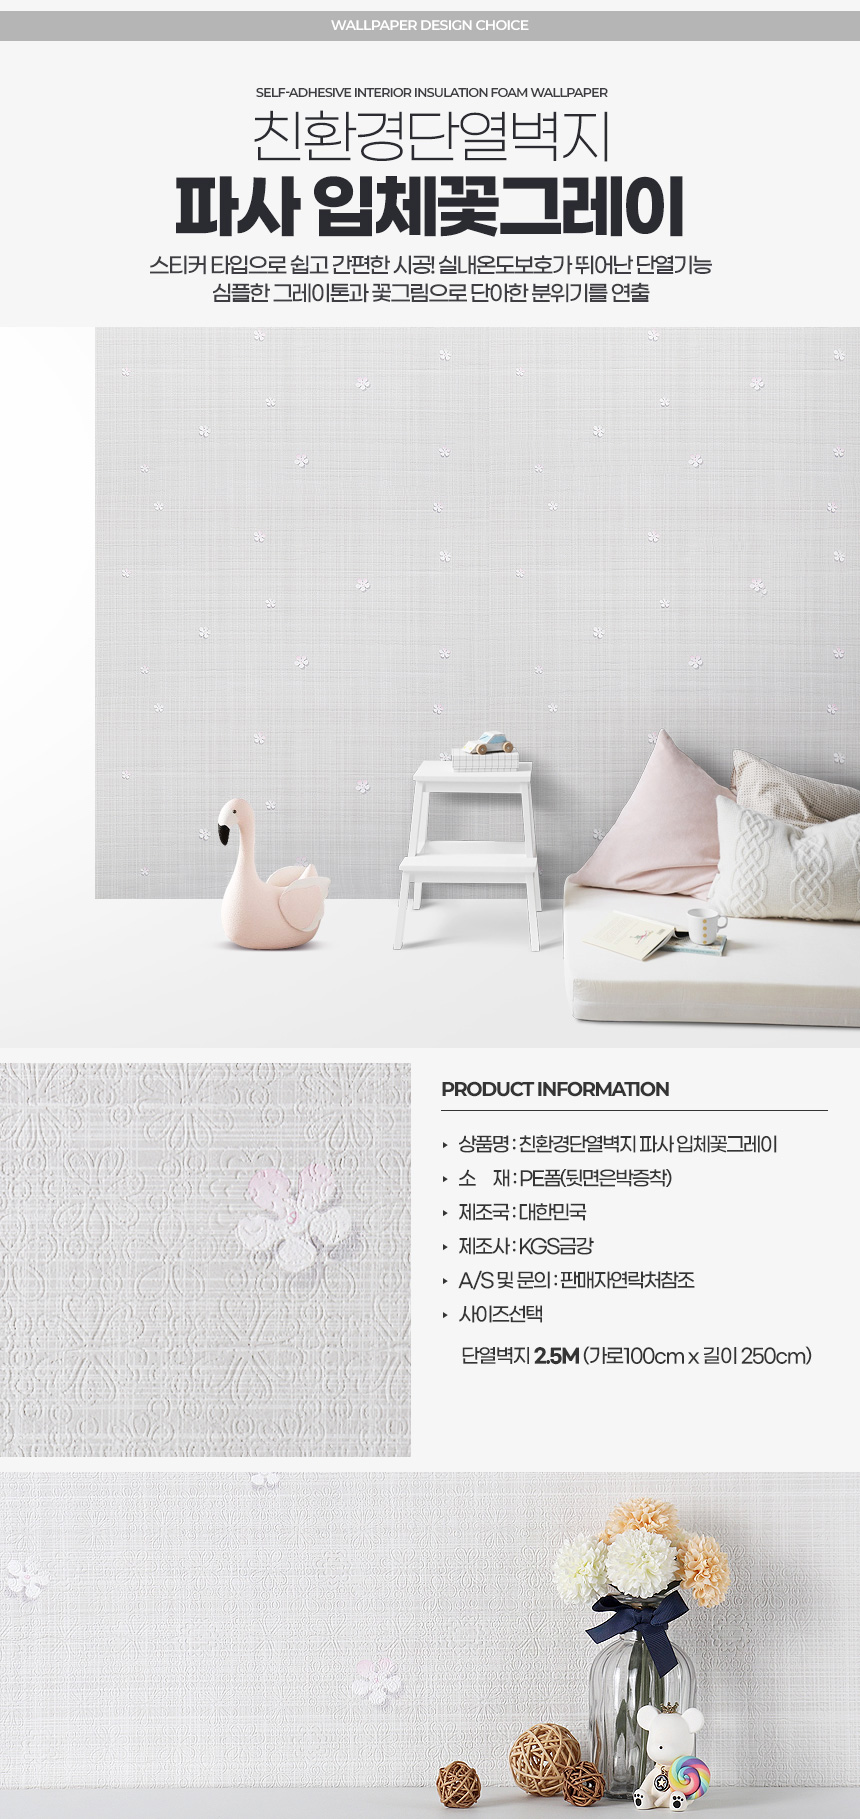 WALLPAPER DESIGN CHOICE
SELF-ADHESIVE INTERIOR INSULATION FOAM WALLPAPER
친환경단열벽지
파사 입체꽃그레이
스티커 타입으로 쉽고 간편한 시공! 실내온도보호가 뛰어난 단열기능
심플한 그레이톤과 꽃그림으로 단아한 분위기를 연출
PRODUCT INFORMATION
상품명 : 친환경단열벽지 파사 입체꽃그레이
소 재 : PE폼(뒷면은박증착)
제조국 : 대한민국
제조사 : KGS금강
A/S 및 문의 : 판매자연락처참조
사이즈선택
단열벽지 2.5M (가로100cm x 길이 250cm)